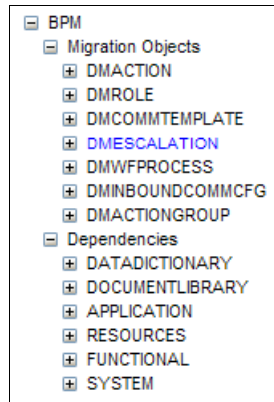 BPM
Migration Objects
DMACTION
DMROLE
DMCOMMTEMPLATE
DMESCALATION
DMWFPROCESS
DMINBOUNDCOMMCFG
DMACTIONGROUP
Dependencies
DATADICTIONARY
DOCUMENTLIBRARY
APPLICATION
RESOURCES
FUNCTIONAL
SYSTEM